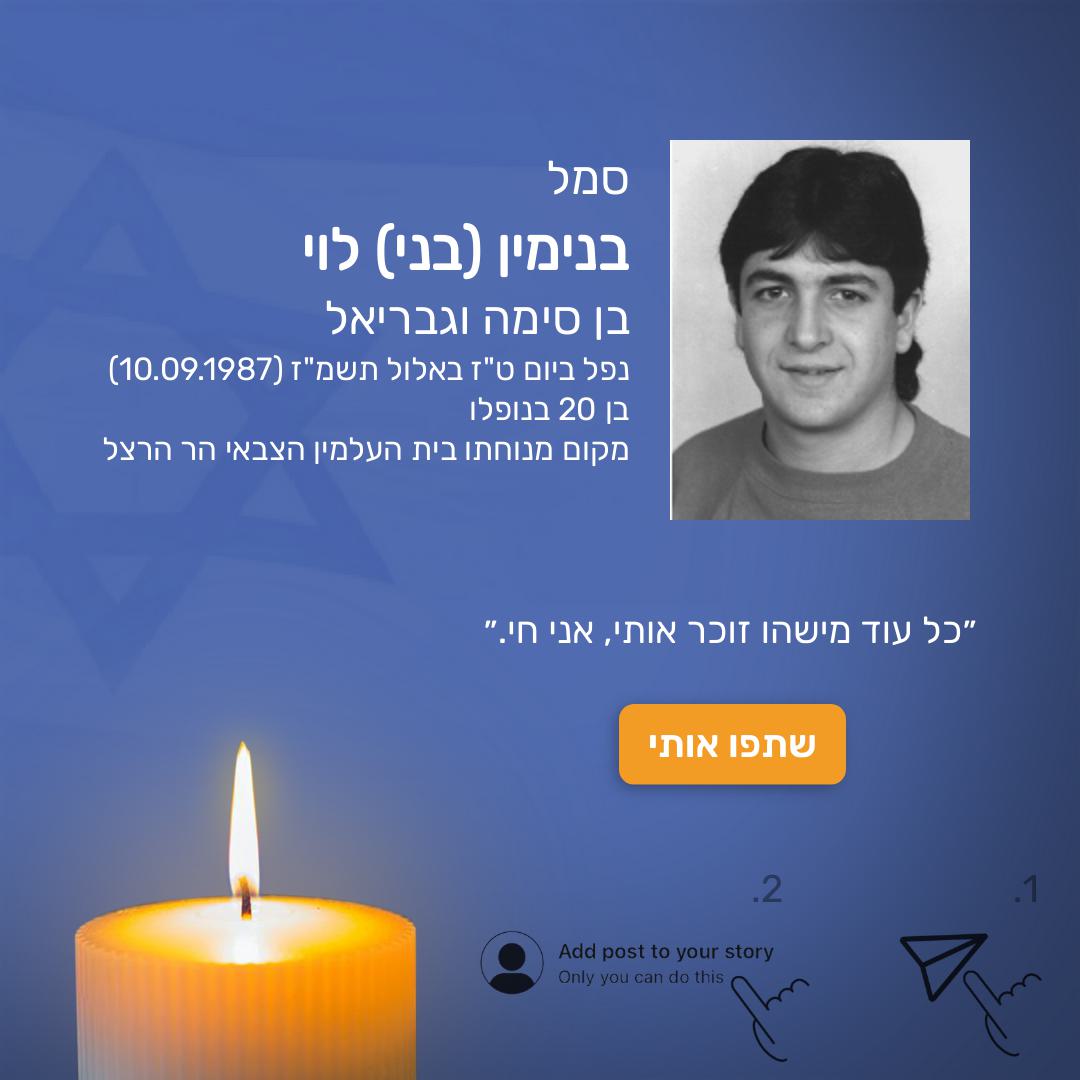 סמל
בנימין (בני) לוי
בן סימה וגבריאל
נפל ביום ט"ז באלול תשמ"ז (10.09.1987)
בן 20 בנופלו
מקום מנוחתו בית העלמין הצבאי הר הרצל
״כל עוד מישהו זוכר אותי, אני חי.״
שתפו אותי
1.
2.
Add post to your story
Only you can do this